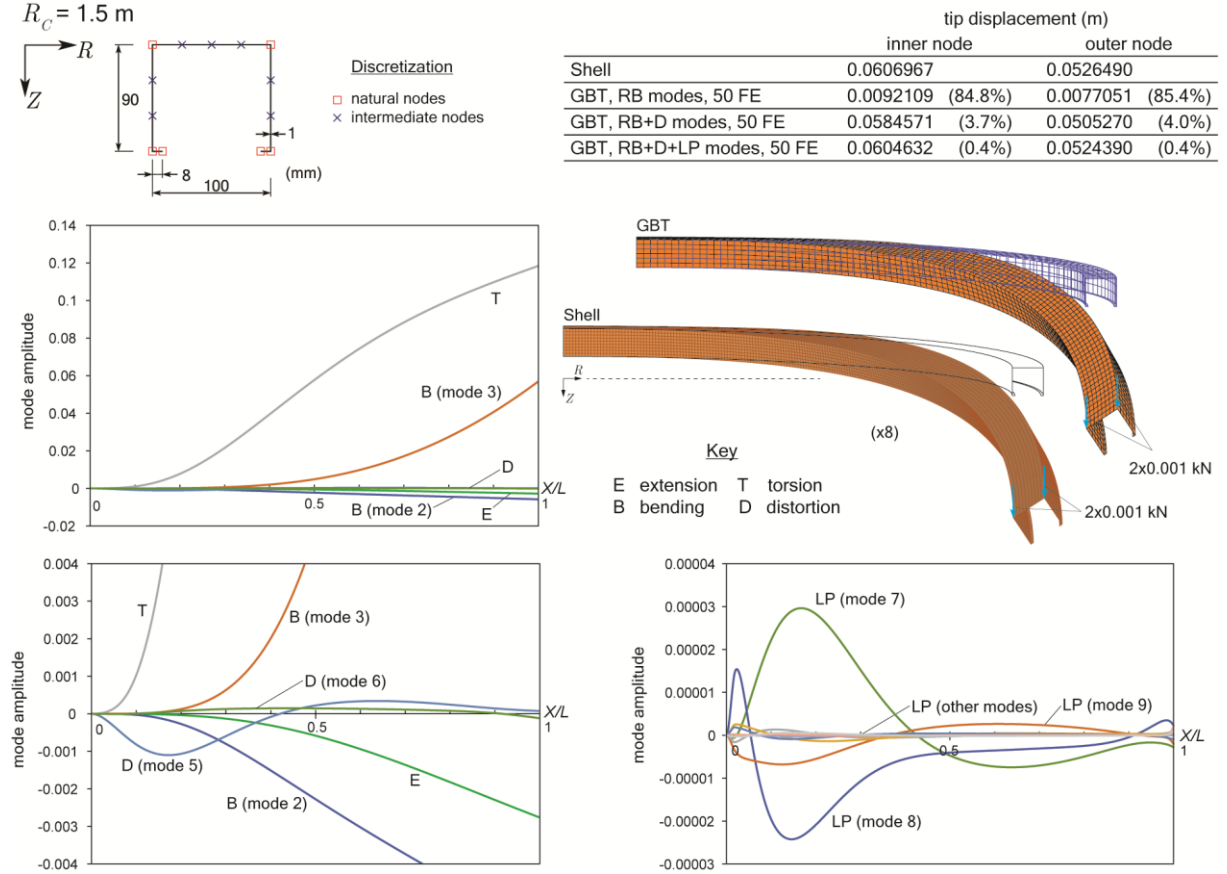 R_C = 1.5 m
R
Z
90
8
100
1
(mm)
Discretization
natural nodes
intermediate nodes
tip displacement (m)
inner node outer node
Shell 0.0606967 0.0526490
GBT, RB modes, 50 FE 0.0092109 (84.8%) 0.0077051 (85.4%)
GBT, RB+D modes, 50 FE 0.0584571 (3.7%) 0.0505270 (4.0%)
GBT, RB+D+LP modes, 50 FE 0.0604632 (0.4%) 0.0524390 (0.4%)
mode amplitude
0.14
0.12
0.1
0.08
0.06
0.04
0.02
0
-0.02
0 0.5 1
X/L
T
B (mode 3)
D
B (mode 2)
E
GBT
Shell
R
Z
(x8)
2x0.001 kN
2x0.001 kN
Key
E extension T torsion
B bending D distortion
mode amplitude
0.004
0.003
0.002
0.001
0.000
-0.001
-0.002
-0.003
-0.004
0 0.5 1
X/L
T
B (mode 3)
D (mode 6)
D (mode 5)
B (mode 2)
E
mode amplitude
0.00004
0.00003
0.00002
0.00001
0.00000
-0.00001
-0.00002
-0.00003
0 0.5 1
X/L
LP (mode 7)
LP (other modes)
LP (mode 9)
LP (mode 8)